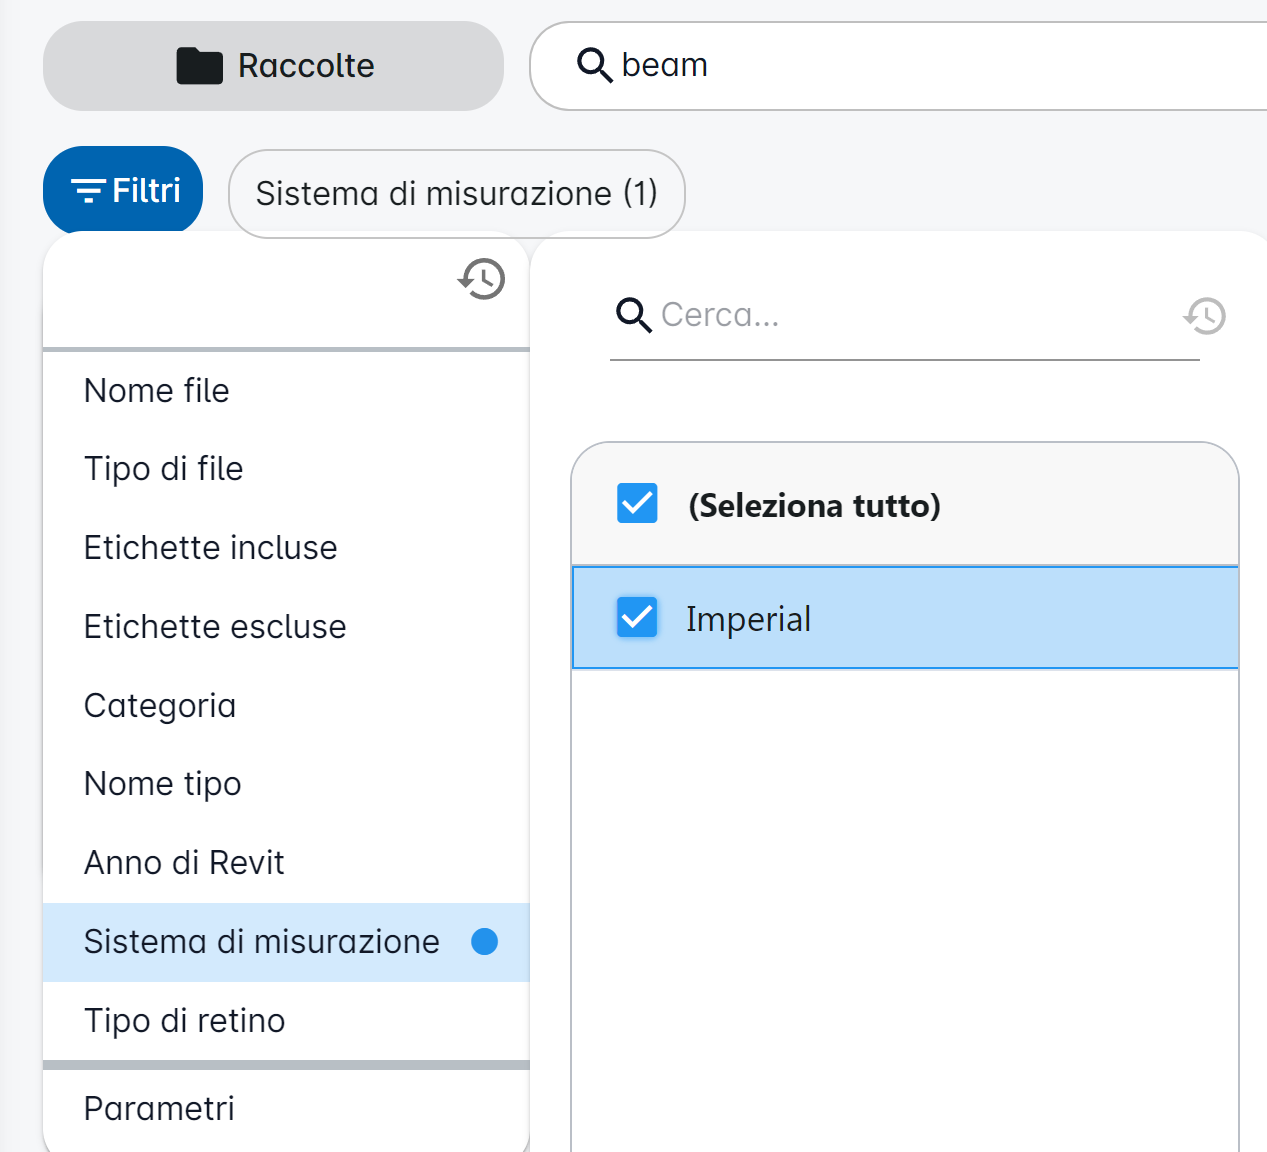 Raccolte
beam
Filtri
Sistema di misurazione (1)
Cerca...
Nome file
Tipo di file
Etichette incluse
Etichette escluse
Categoria
Nome tipo
Anno di Revit
Sistema di misurazione
Tipo di retino
Parametri
(Seleziona tutto)
Imperial